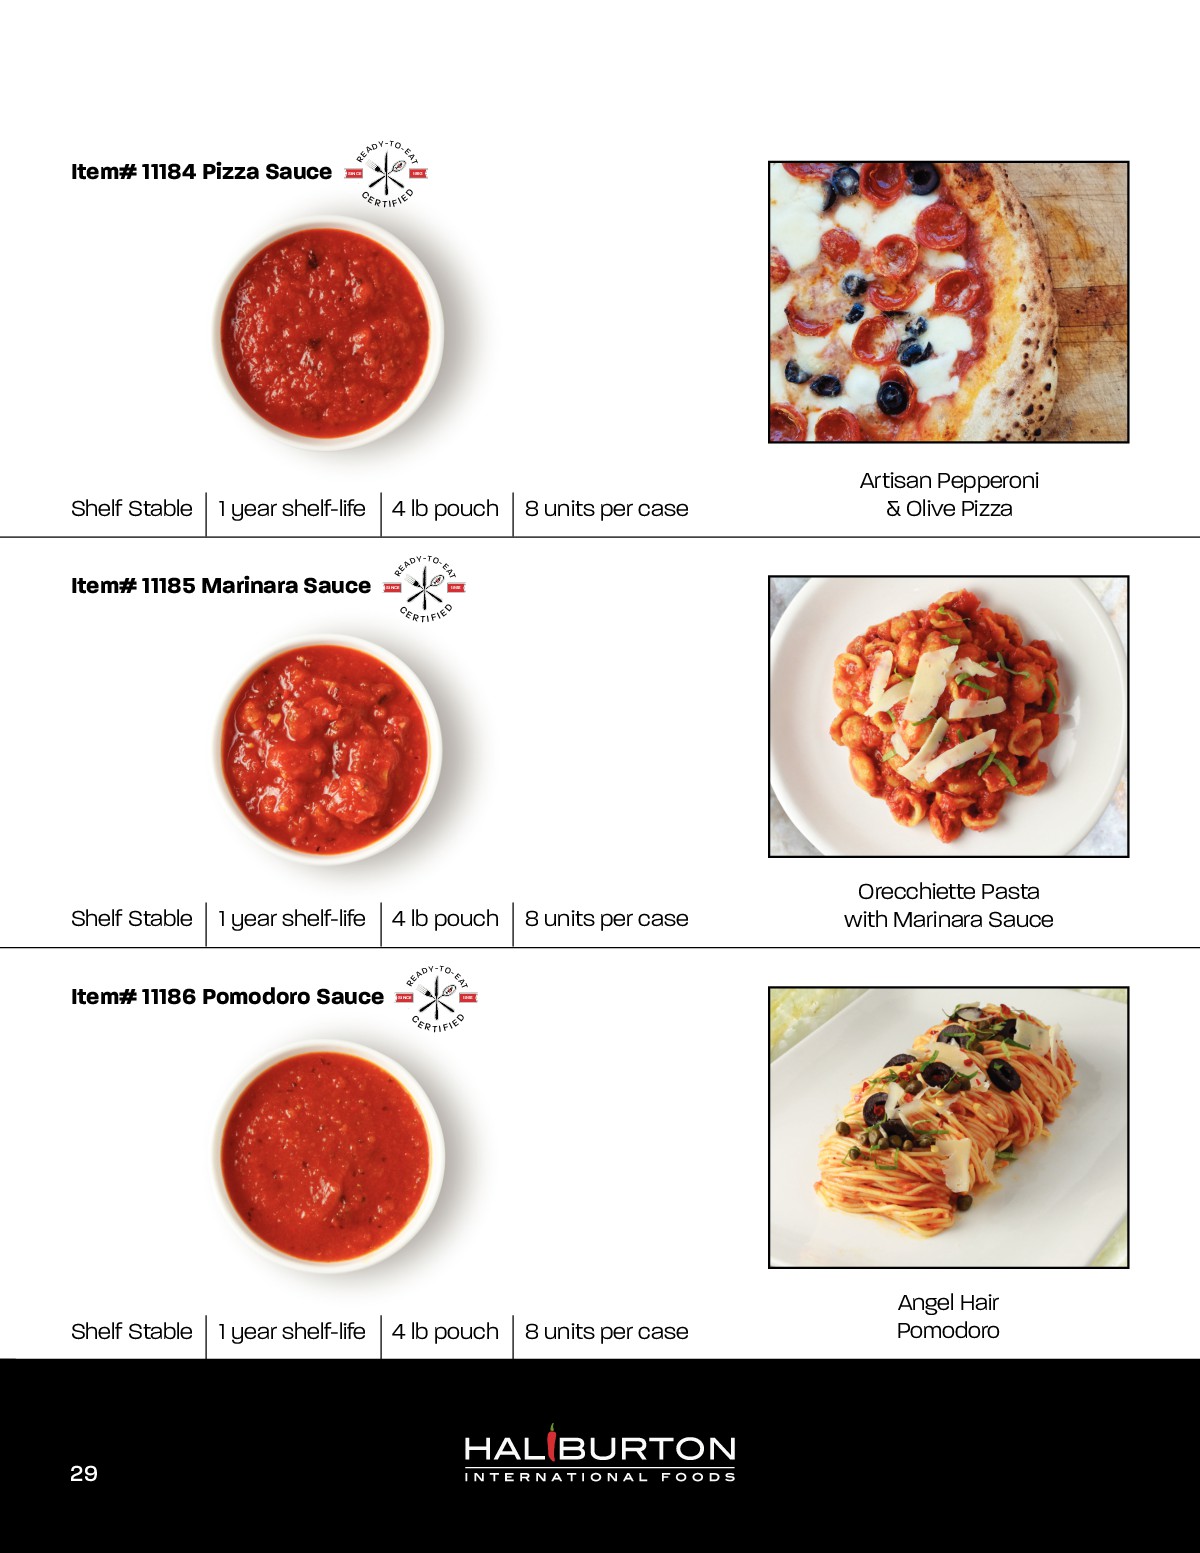 Item# 11184 Pizza Sauce
READY-TO-EAT
SINCE
CERTIFIED
Shelf Stable
1 year shelf-life
4 lb pouch
8 units per case
Artisan Pepperoni
& Olive Pizza
Item# 11185 Marinara Sauce
READY-TO-EAT
SINCE
CERTIFIED
Shelf Stable
1 year shelf-life
4 lb pouch
8 units per case
Orecchiette Pasta
with Marinara Sauce
Item# 11186 Pomodoro Sauce
READY-TO-EAT
SINCE
CERTIFIED
Shelf Stable
1 year shelf-life
4 lb pouch
8 units per case
Angel Hair
Pomodoro
29
HALIBURTON
INTERNATIONAL FOODS